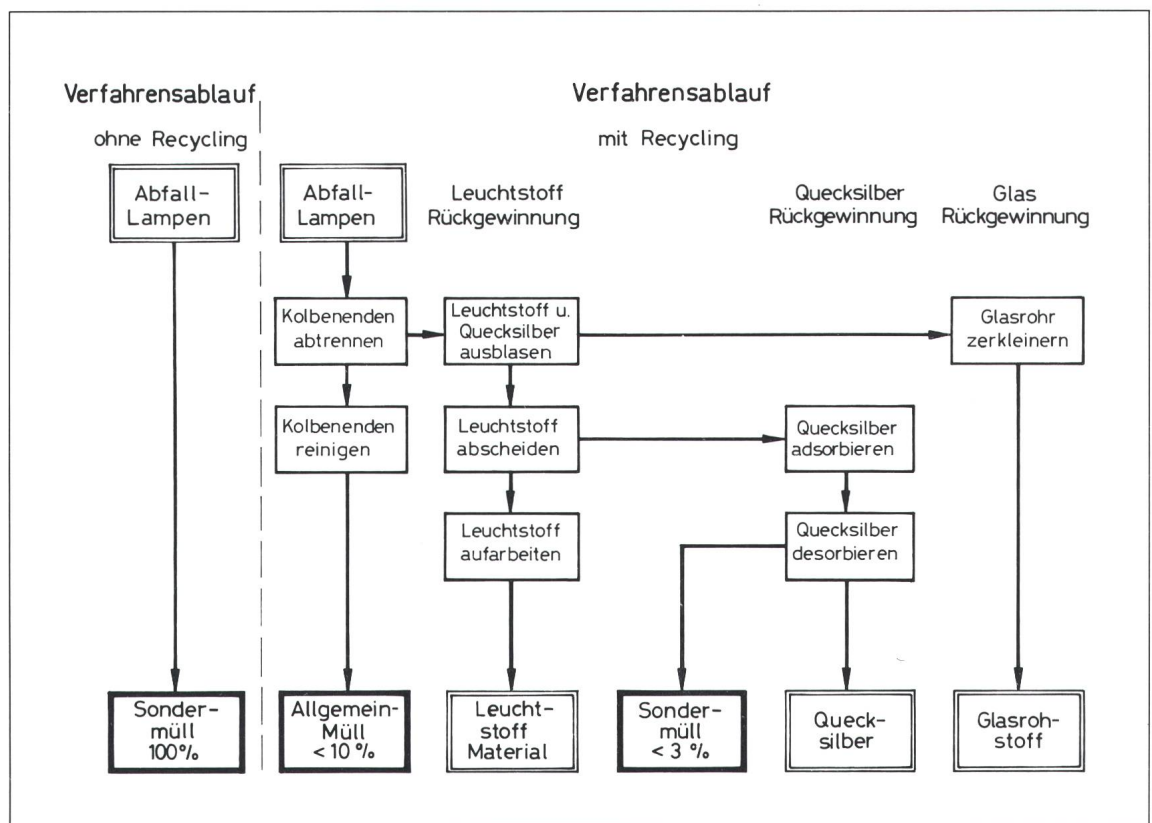 Verfahrensablauf
ohne Recycling
Verfahrensablauf
mit Recycling
Abfall-
Lampen
Abfall-
Lampen
Leuchtstoff
Rückgewinnung
Quecksilber
Rückgewinnung
Glas
Rückgewinnung
Kolbenenden
abtrennen
Leuchtstoff u.
Quecksilber
ausblasen
Glasrohr
zerkleinern
Kolbenenden
reinigen
Leuchtstoff
abscheiden
Quecksilber
adsorbieren
Leuchtstoff
aufarbeiten
Quecksilber
desorbieren
Sonder-
müll
100%
Allgemein-
Müll
< 10 %
Leucht-
stoff
Material
Sonder-
müll
< 3 %
Queck-
silber
Glasroh-
stoff